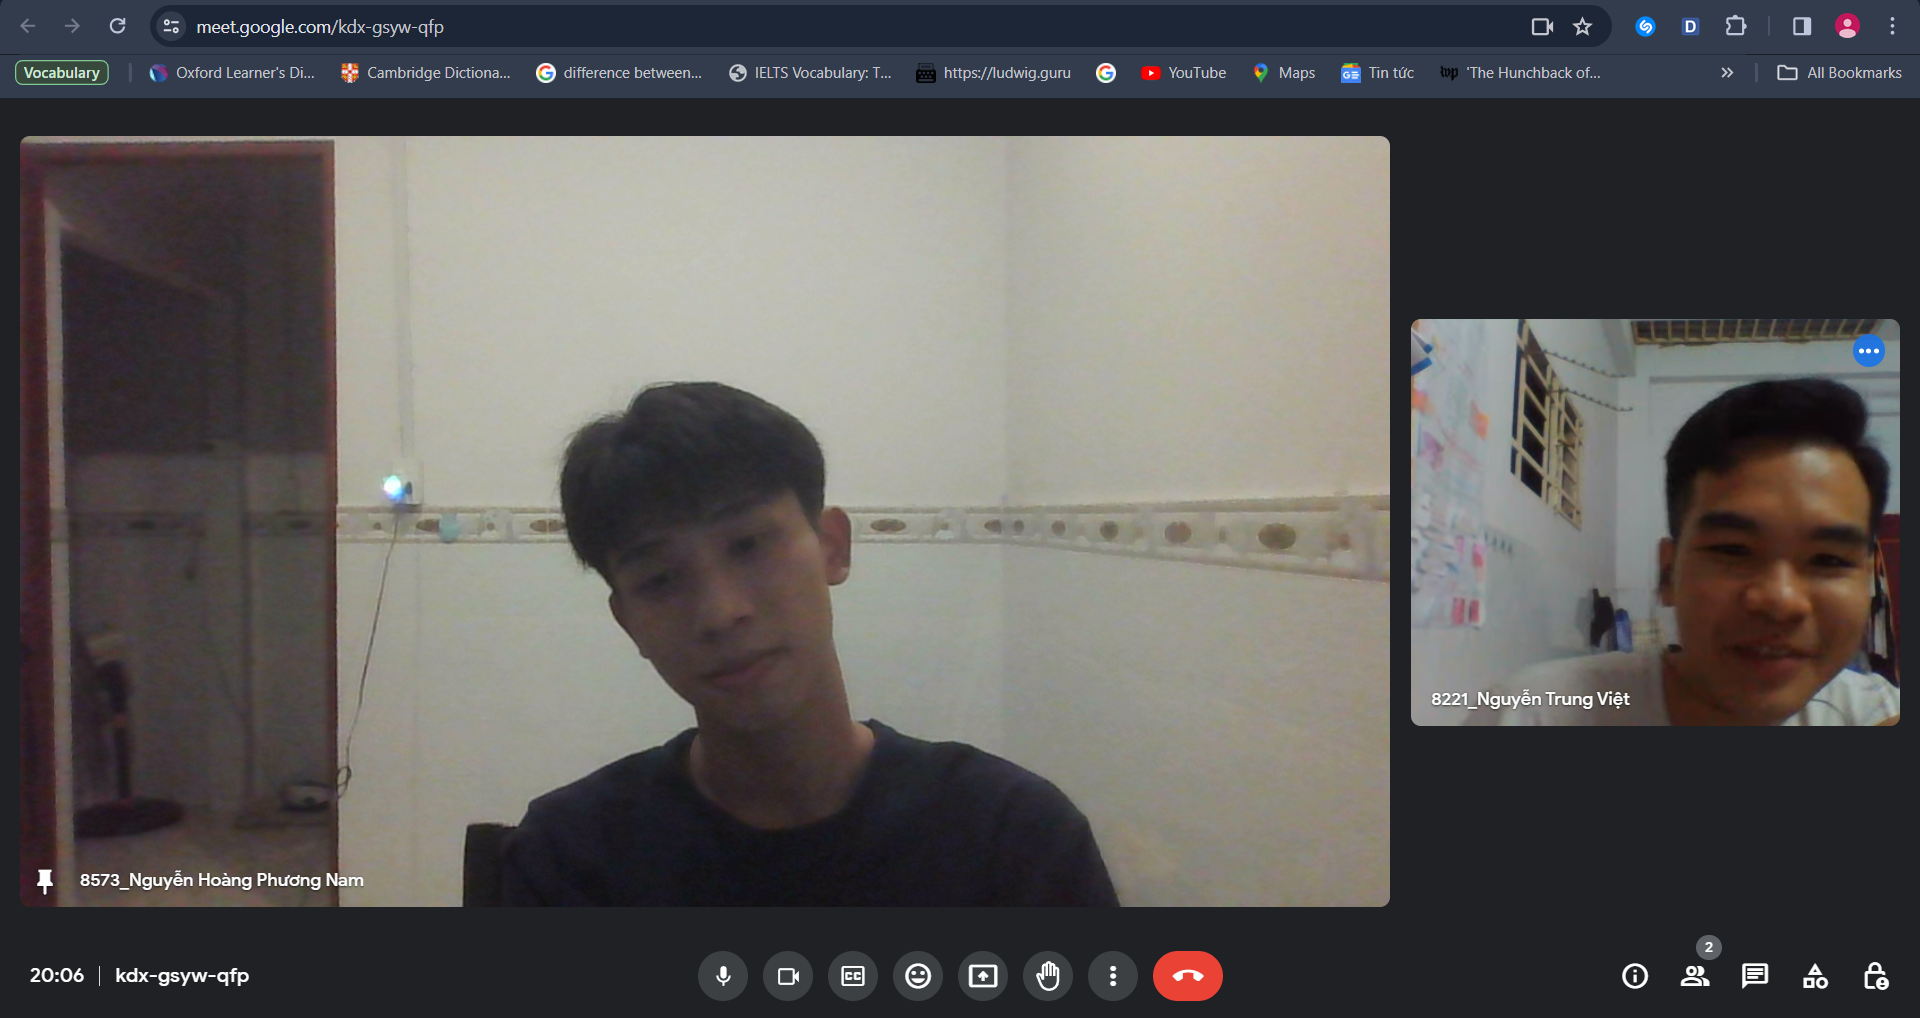 meet.google.com/kdx-gsyw-qfp
Vocabulary
Oxford Learner's Di...
Cambridge Dictiona...
difference between...
IELTS Vocabulary: T...
https://ludwig.guru
YouTube
Maps
Tin tức
'The Hunchback of...
All Bookmarks
8573_Nguyễn Hoàng Phương Nam
8221_Nguyễn Trung Việt
20:06 | kdx-gsyw-qfp
2